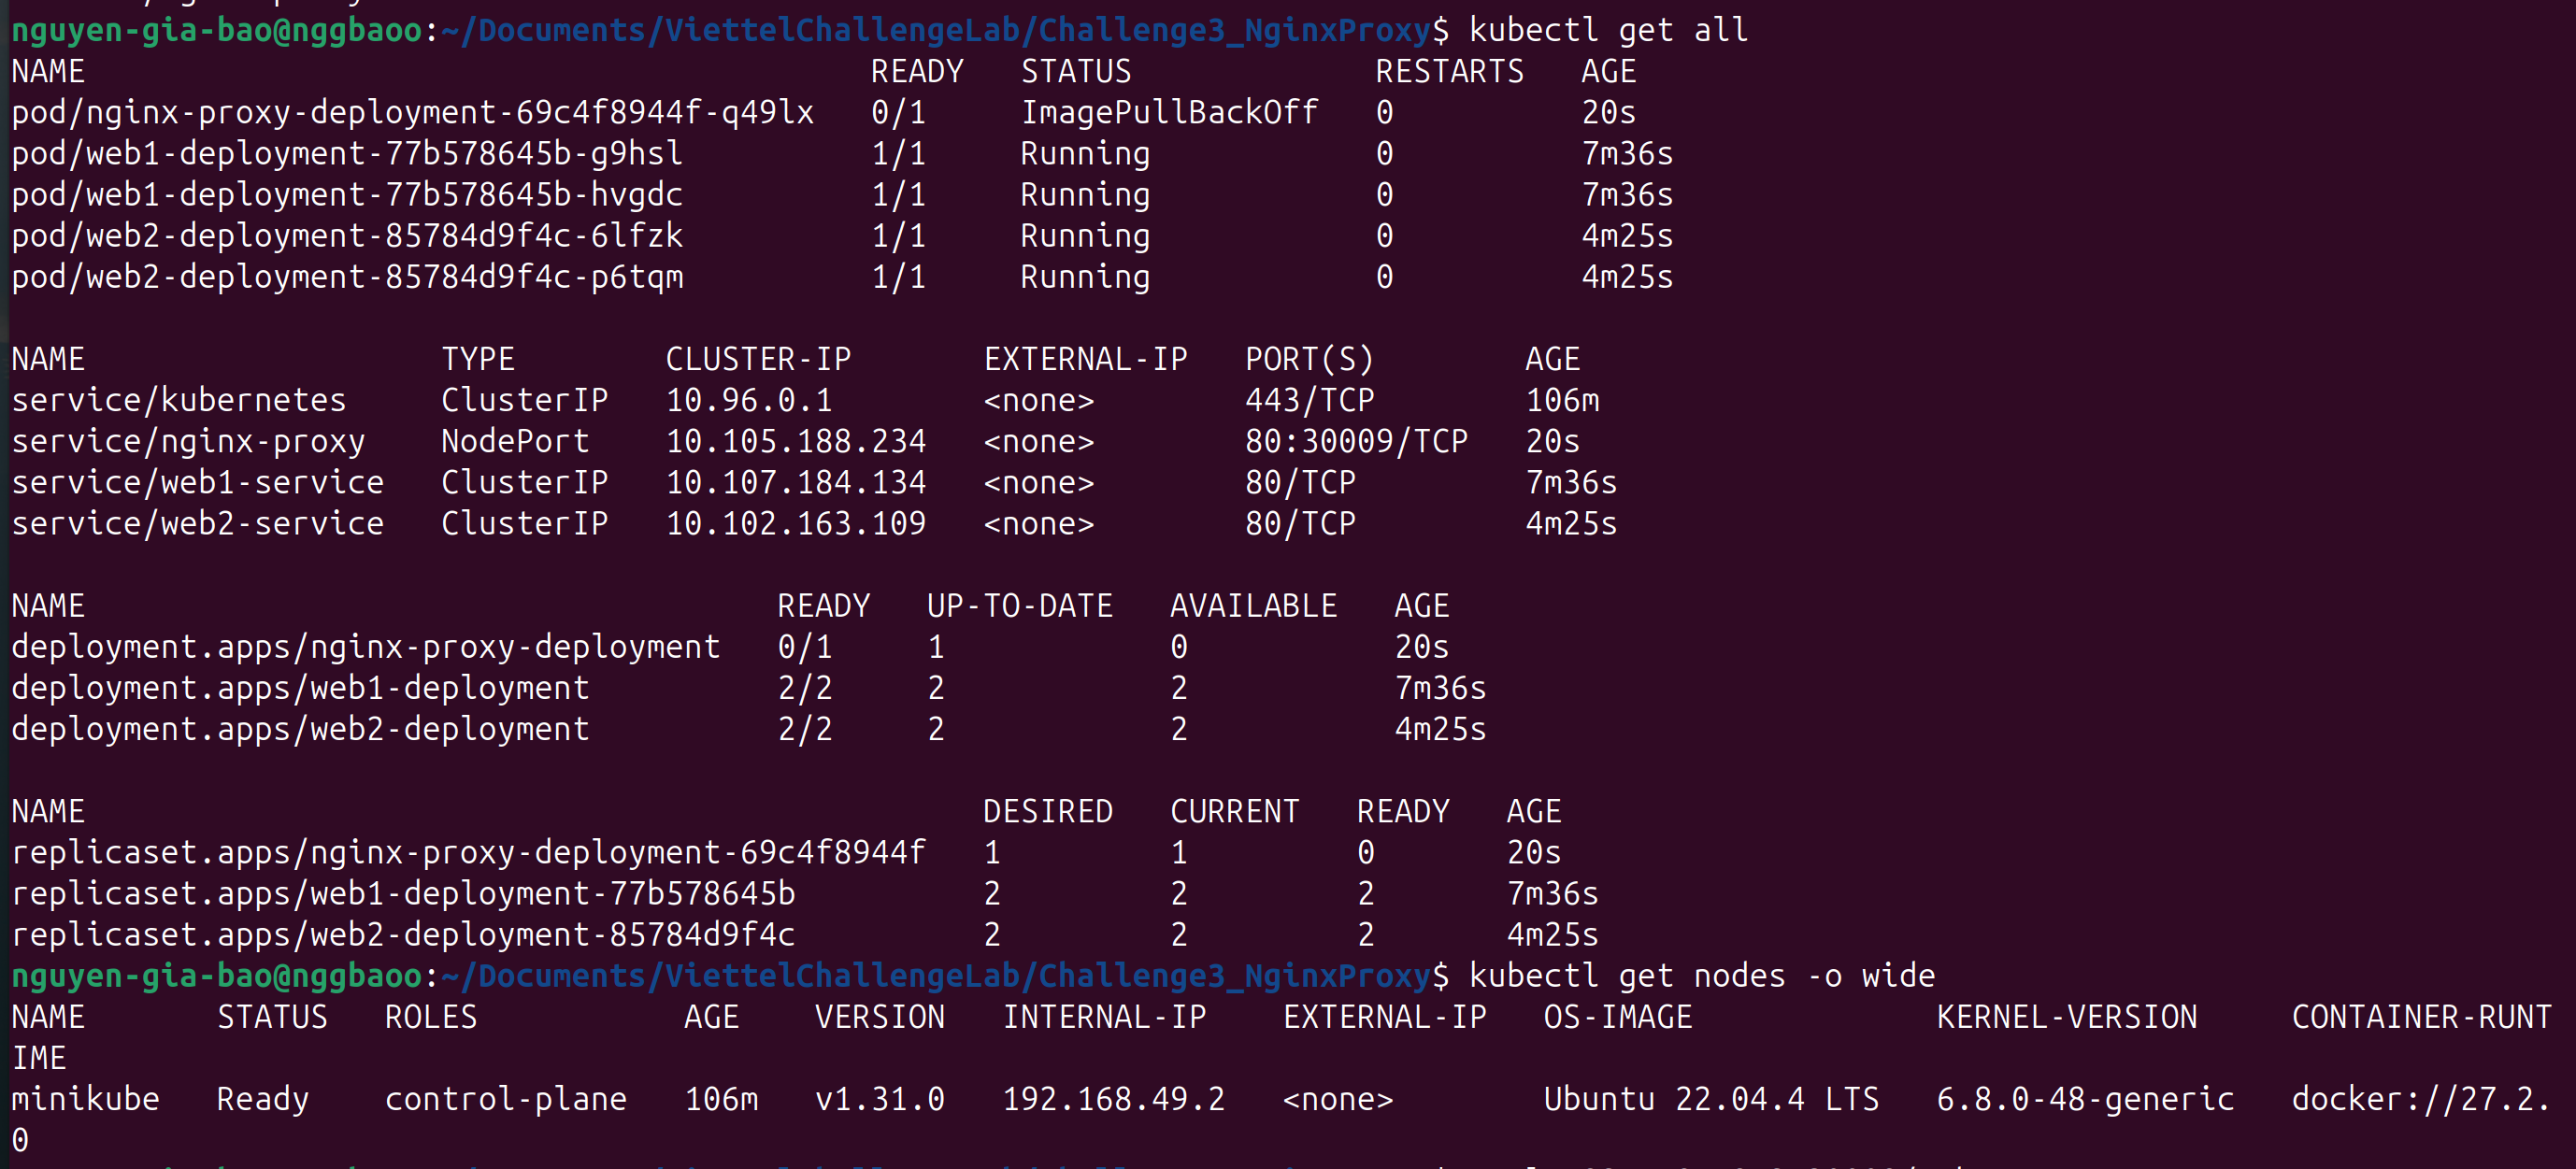 nguyen-gia-bao@nggbaoo:~/Documents/ViettelChallengeLab/Challenge3_NginxProxy$ kubectl get all
NAME READY STATUS RESTARTS AGE
pod/nginx-proxy-deployment-69c4f8944f-q49lx 0/1 ImagePullBackOff 0 20s
pod/web1-deployment-77b578645b-g9hsl 1/1 Running 0 7m36s
pod/web1-deployment-77b578645b-hvgdc 1/1 Running 0 7m36s
pod/web2-deployment-85784d9f4c-6lfzk 1/1 Running 0 4m25s
pod/web2-deployment-85784d9f4c-p6tqm 1/1 Running 0 4m25s
NAME TYPE CLUSTER-IP EXTERNAL-IP PORT(S) AGE
service/kubernetes ClusterIP 10.96.0.1 <none> 443/TCP 106m
service/nginx-proxy NodePort 10.105.188.234 <none> 80:30009/TCP 20s
service/web1-service ClusterIP 10.107.184.134 <none> 80/TCP 7m36s
service/web2-service ClusterIP 10.102.163.109 <none> 80/TCP 4m25s
NAME READY UP-TO-DATE AVAILABLE AGE
deployment.apps/nginx-proxy-deployment 0/1 1 0 20s
deployment.apps/web1-deployment 2/2 2 2 7m36s
deployment.apps/web2-deployment 2/2 2 2 4m25s
NAME DESIRED CURRENT READY AGE
replicaset.apps/nginx-proxy-deployment-69c4f8944f 1 1 0 20s
replicaset.apps/web1-deployment-77b578645b 2 2 2 7m36s
replicaset.apps/web2-deployment-85784d9f4c 2 2 2 4m25s
nguyen-gia-bao@nggbaoo:~/Documents/ViettelChallengeLab/Challenge3_NginxProxy$ kubectl get nodes -o wide
NAME STATUS ROLES AGE VERSION INTERNAL-IP EXTERNAL-IP OS-IMAGE KERNEL-VERSION CONTAINER-RUNT
IME
minikube Ready control-plane 106m v1.31.0 192.168.49.2 <none> Ubuntu 22.04.4 LTS 6.8.0-48-generic docker://27.2.
0